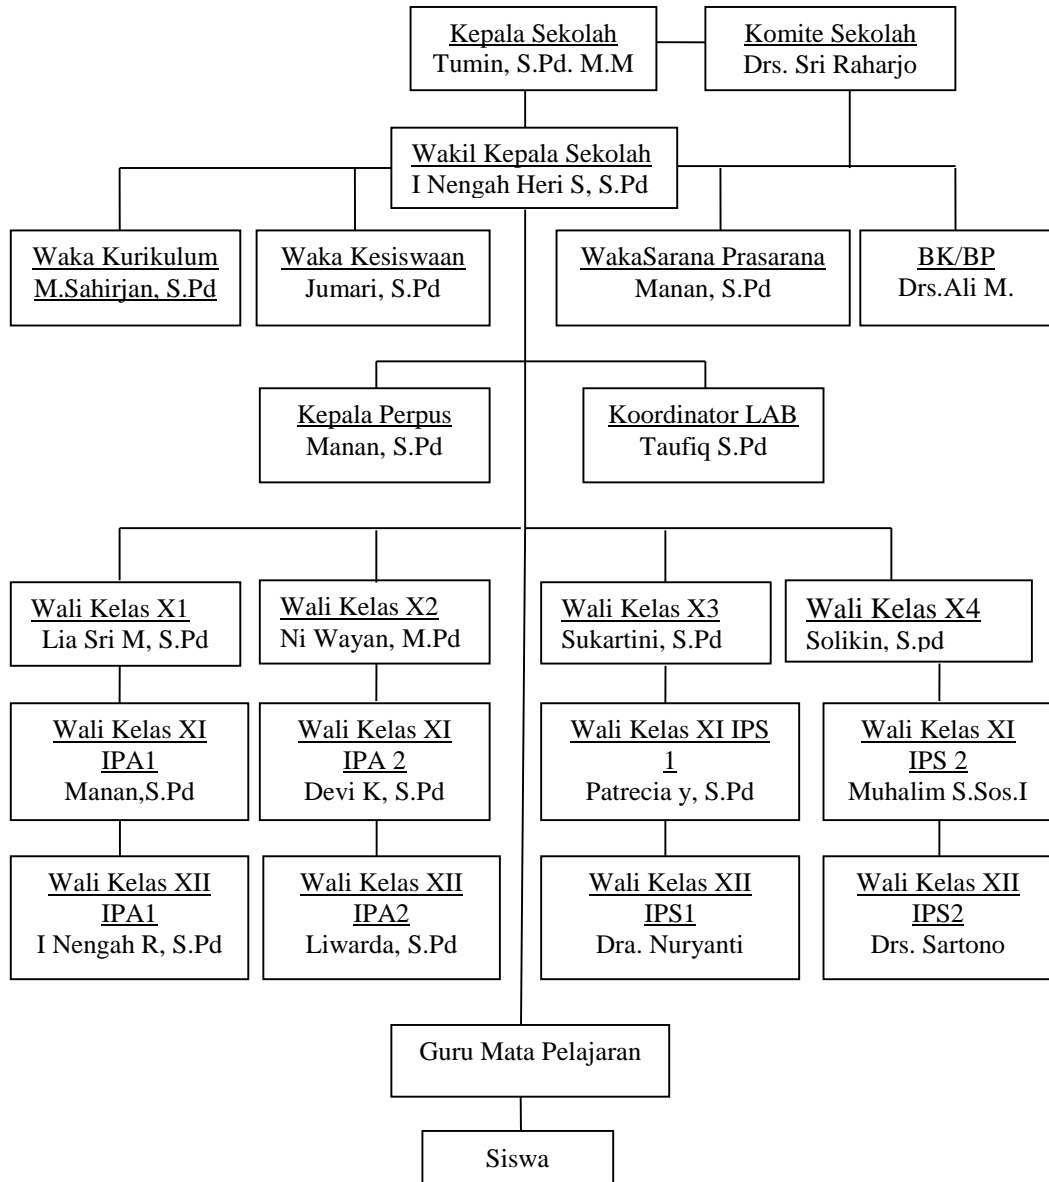 Kepala Sekolah
Tumin, S.Pd. M.M
Komite Sekolah
Drs. Sri Raharjo
Wakil Kepala Sekolah
I Nengah Heri S, S.Pd
Waka Kurikulum
M.Sahirjan, S.Pd
Waka Kesiswaan
Jumari, S.Pd
WakaSarana Prasarana
Manan, S.Pd
BK/BP
Drs.Ali M.
Kepala Perpus
Manan, S.Pd
Koordinator LAB
Taufiq S.Pd
Wali Kelas X1
Lia Sri M, S.Pd
Wali Kelas X2
Ni Wayan, M.Pd
Wali Kelas X3
Sukartini, S.Pd
Wali Kelas X4
Solikin, S.pd
Wali Kelas XI
IPA1
Manan,S.Pd
Wali Kelas XI
IPA 2
Devi K, S.Pd
Wali Kelas XI IPS
1
Patrecia y, S.Pd
Wali Kelas XI
IPS 2
Muhalim S.Sos.I
Wali Kelas XII
IPA1
I Nengah R, S.Pd
Wali Kelas XII
IPA2
Liwarda, S.Pd
Wali Kelas XII
IPS1
Dra. Nuryanti
Wali Kelas XII
IPS2
Drs. Sartono
Guru Mata Pelajaran
Siswa